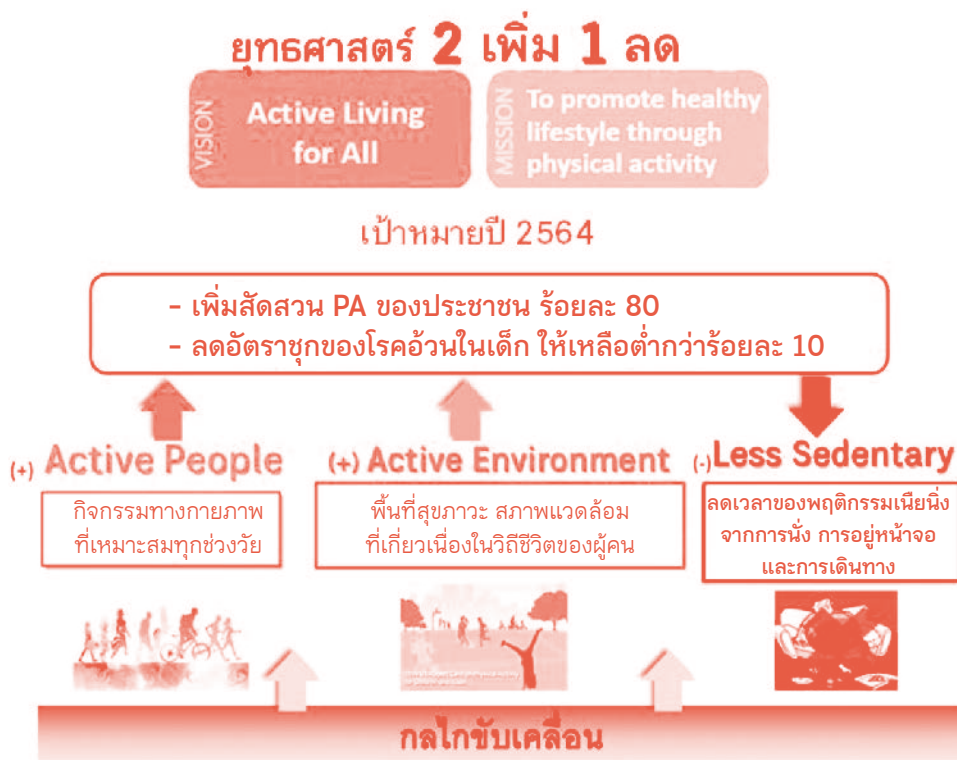 ยุทธศาสตร์ 2 เพิ่ม 1 ลด
VISION
Active Living
for All
MISSION
To promote healthy
lifestyle through
physical activity
เป้าหมายปี 2564
- เพิ่มสัดสวน PA ของประชาชน ร้อยละ 80
- ลดอัตราชุกของโรคอ้วนในเด็ก ให้เหลือต่ำกว่าร้อยละ 10
(+) Active People
กิจกรรมทางกายภาพ
ที่เหมาะสมทุกช่วงวัย
(+) Active Environment
พื้นที่สุขภาวะ สภาพแวดล้อม
ที่เกี่ยวเนื่องในวิถีชีวิตของผู้คน
(-) Less Sedentary
ลดเวลาของพฤติกรรมเนือยนิ่ง
จากการนั่ง การอยู่หน้าจอ
และการเดินทาง
กลไกขับเคลื่อน